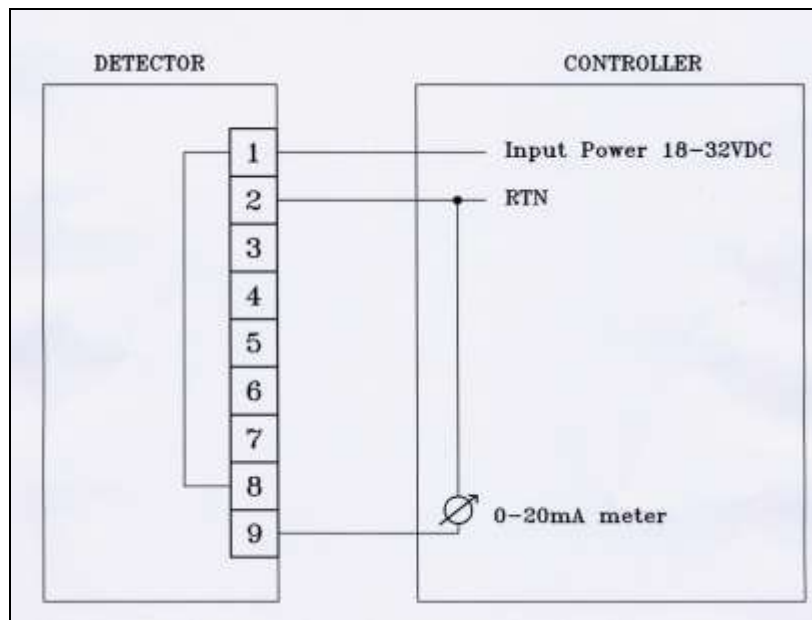 DETECTOR
CONTROLLER
1
Input Power 18-32VDC
2
RTN
3
4
5
6
7
8
0-20mA meter
9